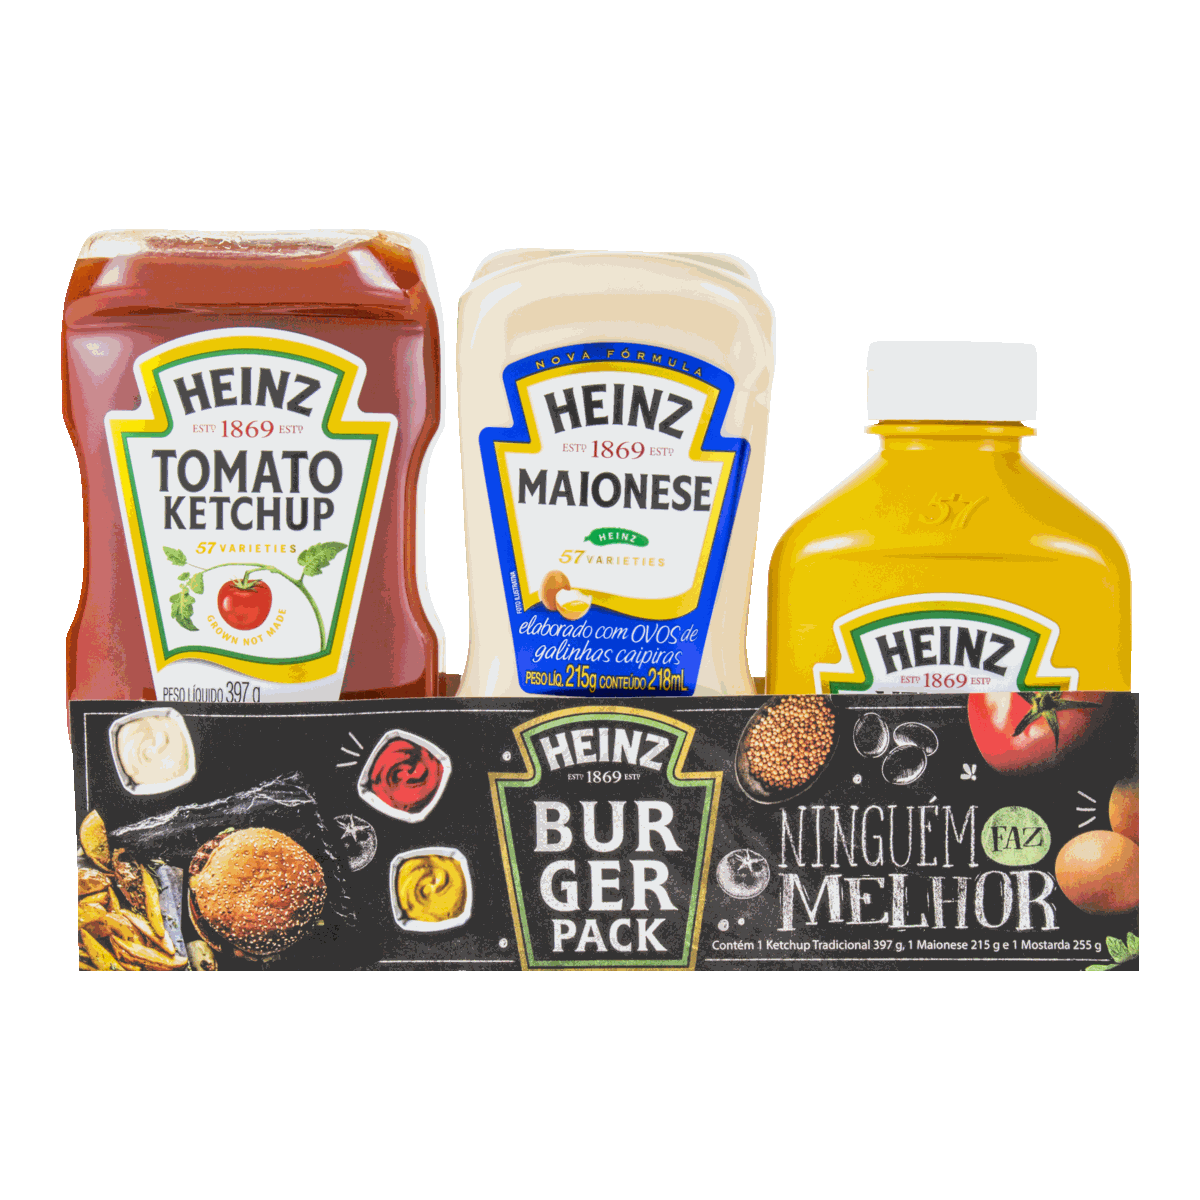 HEINZ
ESTD 1869 ESTD
TOMATO
KETCHUP
57 VARIETIES
GROWN NOT MADE
PESO LÍQUIDO 397 g
NOVA FÓRMULA
HEINZ
ESTD 1869 ESTD
MAIONESE
HEINZ
57 VARIETIES
FOTO ILUSTRATIVA
elaborado com OVOS de
galinhas caipiras
PESO LÍQ. 215g CONTEÚDO 218mL
57
HEINZ
ESTD 1869 ESTD
HEINZ
ESTD 1869 ESTD
BUR
GER
PACK
NINGUÉM FAZ
MELHOR
Contém 1 Ketchup Tradicional 397 g, 1 Maionese 215 g e 1 Mostarda 255 g